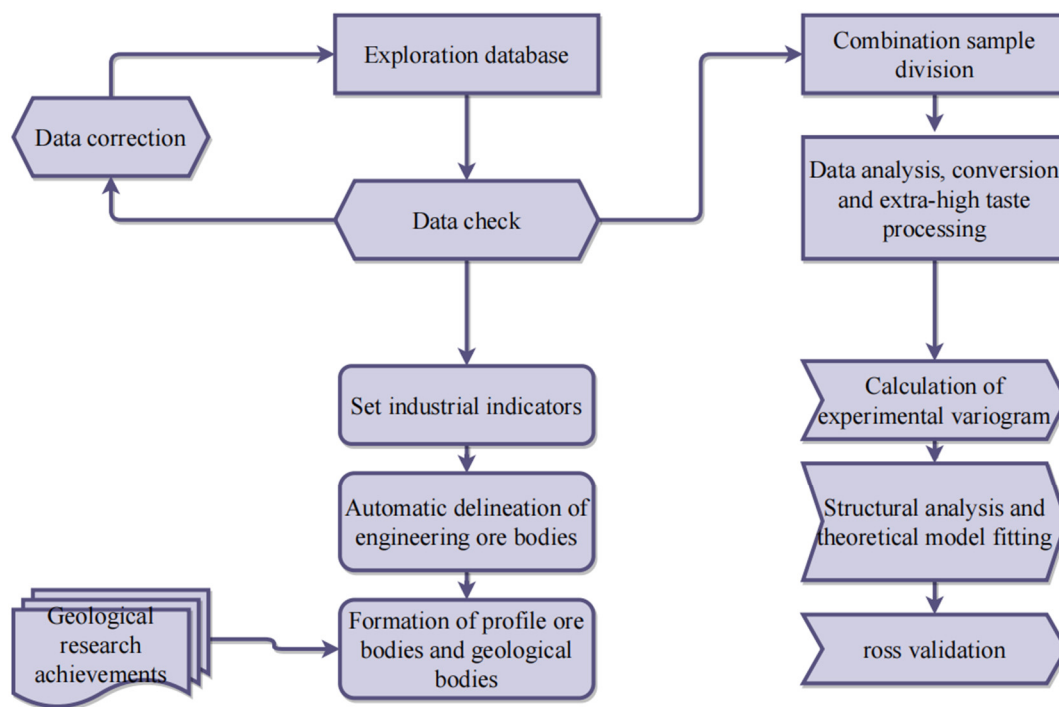 Exploration database
Combination sample
division
Data correction
Data check
Data analysis, conversion
and extra-high taste
processing
Set industrial indicators
Calculation of
experimental variogram
Automatic delineation of
engineering ore bodies
Structural analysis and
theoretical model fitting
Geological
research
achievements
Formation of profile ore
bodies and geological
bodies
ross validation